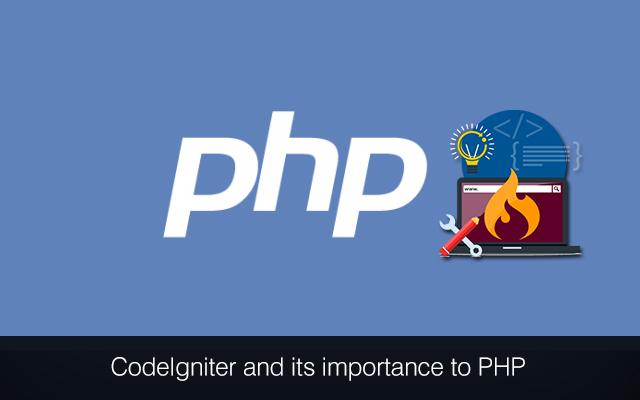 php
</>
www.
CodeIgniter and its importance to PHP